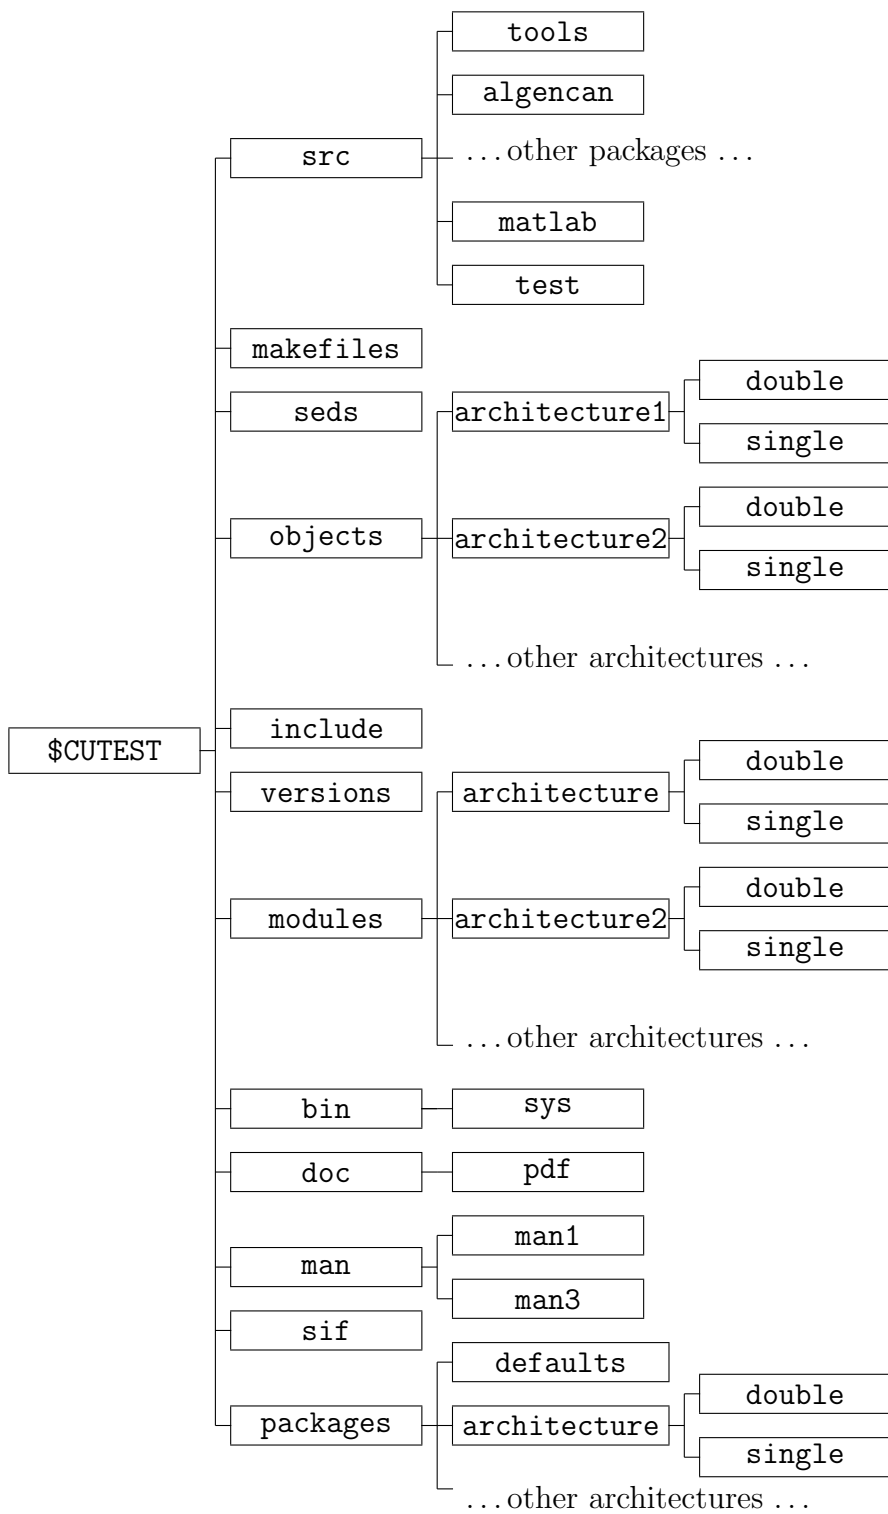 tools
algencan
src
...other packages ...
matlab
test
makefiles
double
seds
architecture1
single
double
objects
architecture2
single
...other architectures ...
include
$CUTEST
double
versions
architecture
single
double
modules
architecture2
single
...other architectures ...
bin
sys
doc
pdf
man1
man
man3
sif
defaults
double
packages
architecture
single
...other architectures ...